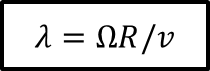 λ = ΩR/v